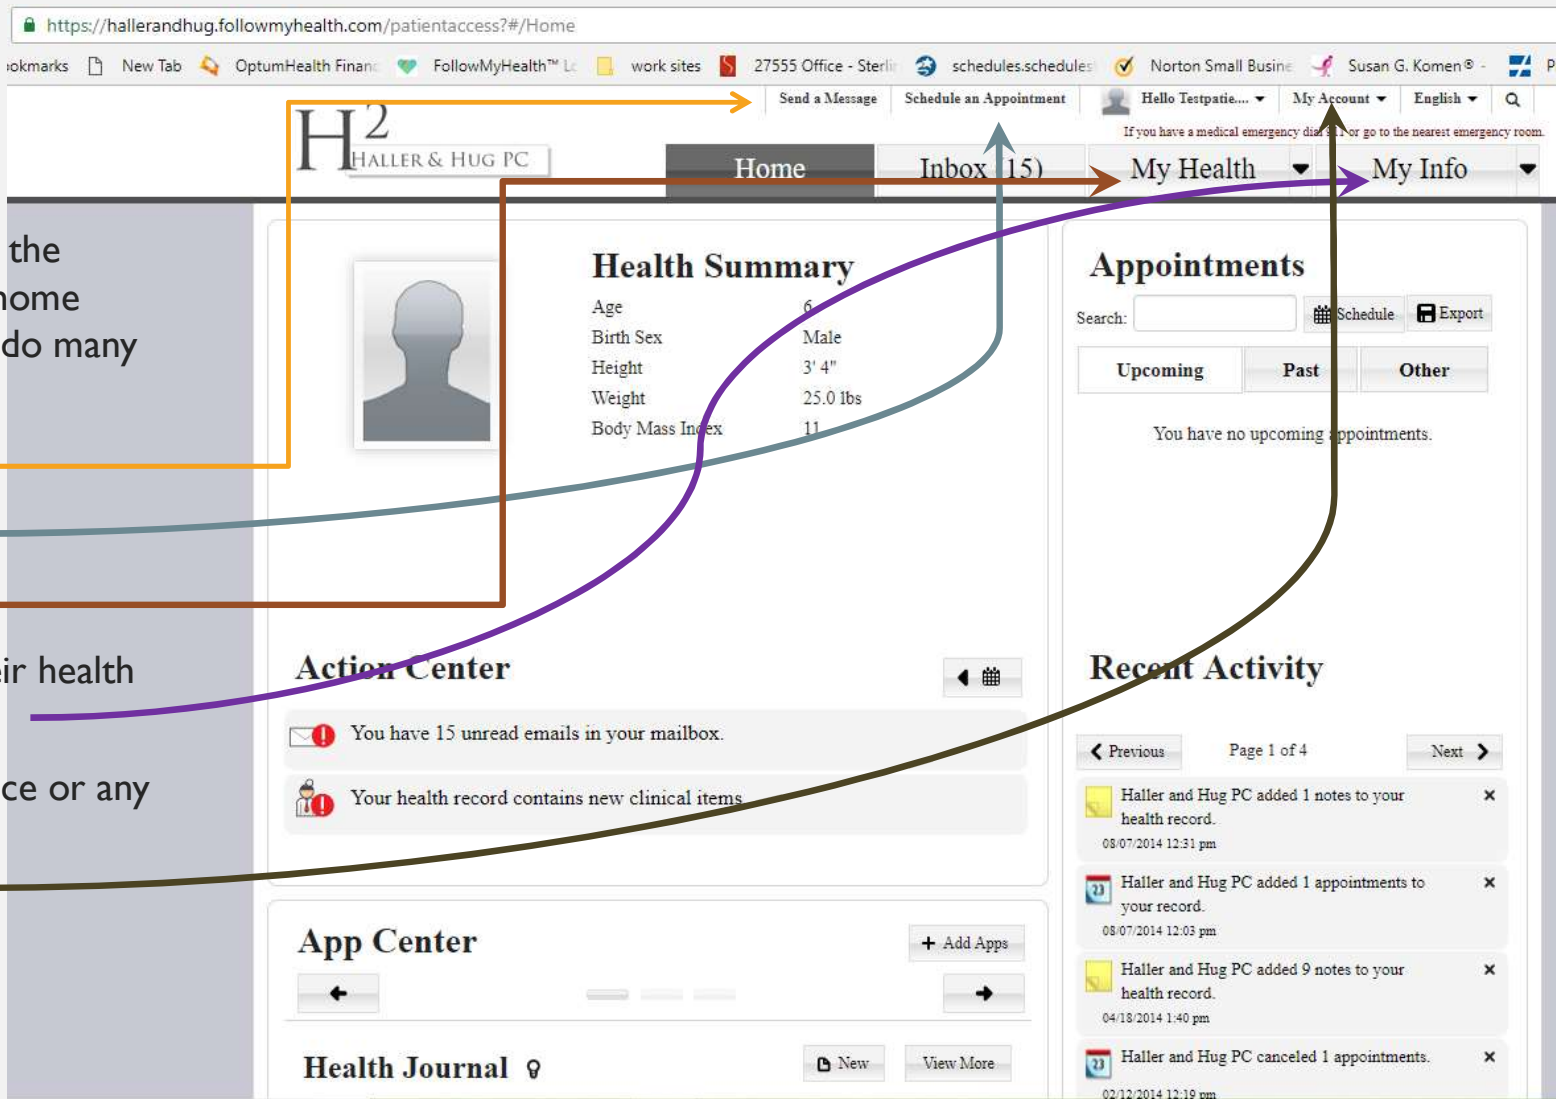 https://hallerandhug.followmyhealth.com/patientaccess?#/Home
ookmarks New Tab OptumHealth Financ FollowMyHealth™ Lo work sites 27555 Office - Sterlin schedules.schedules Norton Small Busine Susan G. Komen® - P
Send a Message Schedule an Appointment Hello Testpatie.... My Account English
If you have a medical emergency dial 911 or go to the nearest emergency room.
H2
HALLER & HUG PC
Home Inbox (15) My Health My Info
the
home
do many
ir health
ce or any
Health Summary
Age 6
Birth Sex Male
Height 3' 4"
Weight 25.0 lbs
Body Mass Index 11
Appointments
Search: Schedule Export
Upcoming Past Other
You have no upcoming appointments.
Action Center
You have 15 unread emails in your mailbox.
Your health record contains new clinical items
Recent Activity
Previous Page 1 of 4 Next
Haller and Hug PC added 1 notes to your
health record.
08/07/2014 12:31 pm
23 Haller and Hug PC added 1 appointments to
your record.
08/07/2014 12:03 pm
Haller and Hug PC added 9 notes to your
health record.
04/18/2014 1:40 pm
23 Haller and Hug PC canceled 1 appointments.
02/12/2014 12:19 pm
App Center
+ Add Apps
Health Journal
New View More